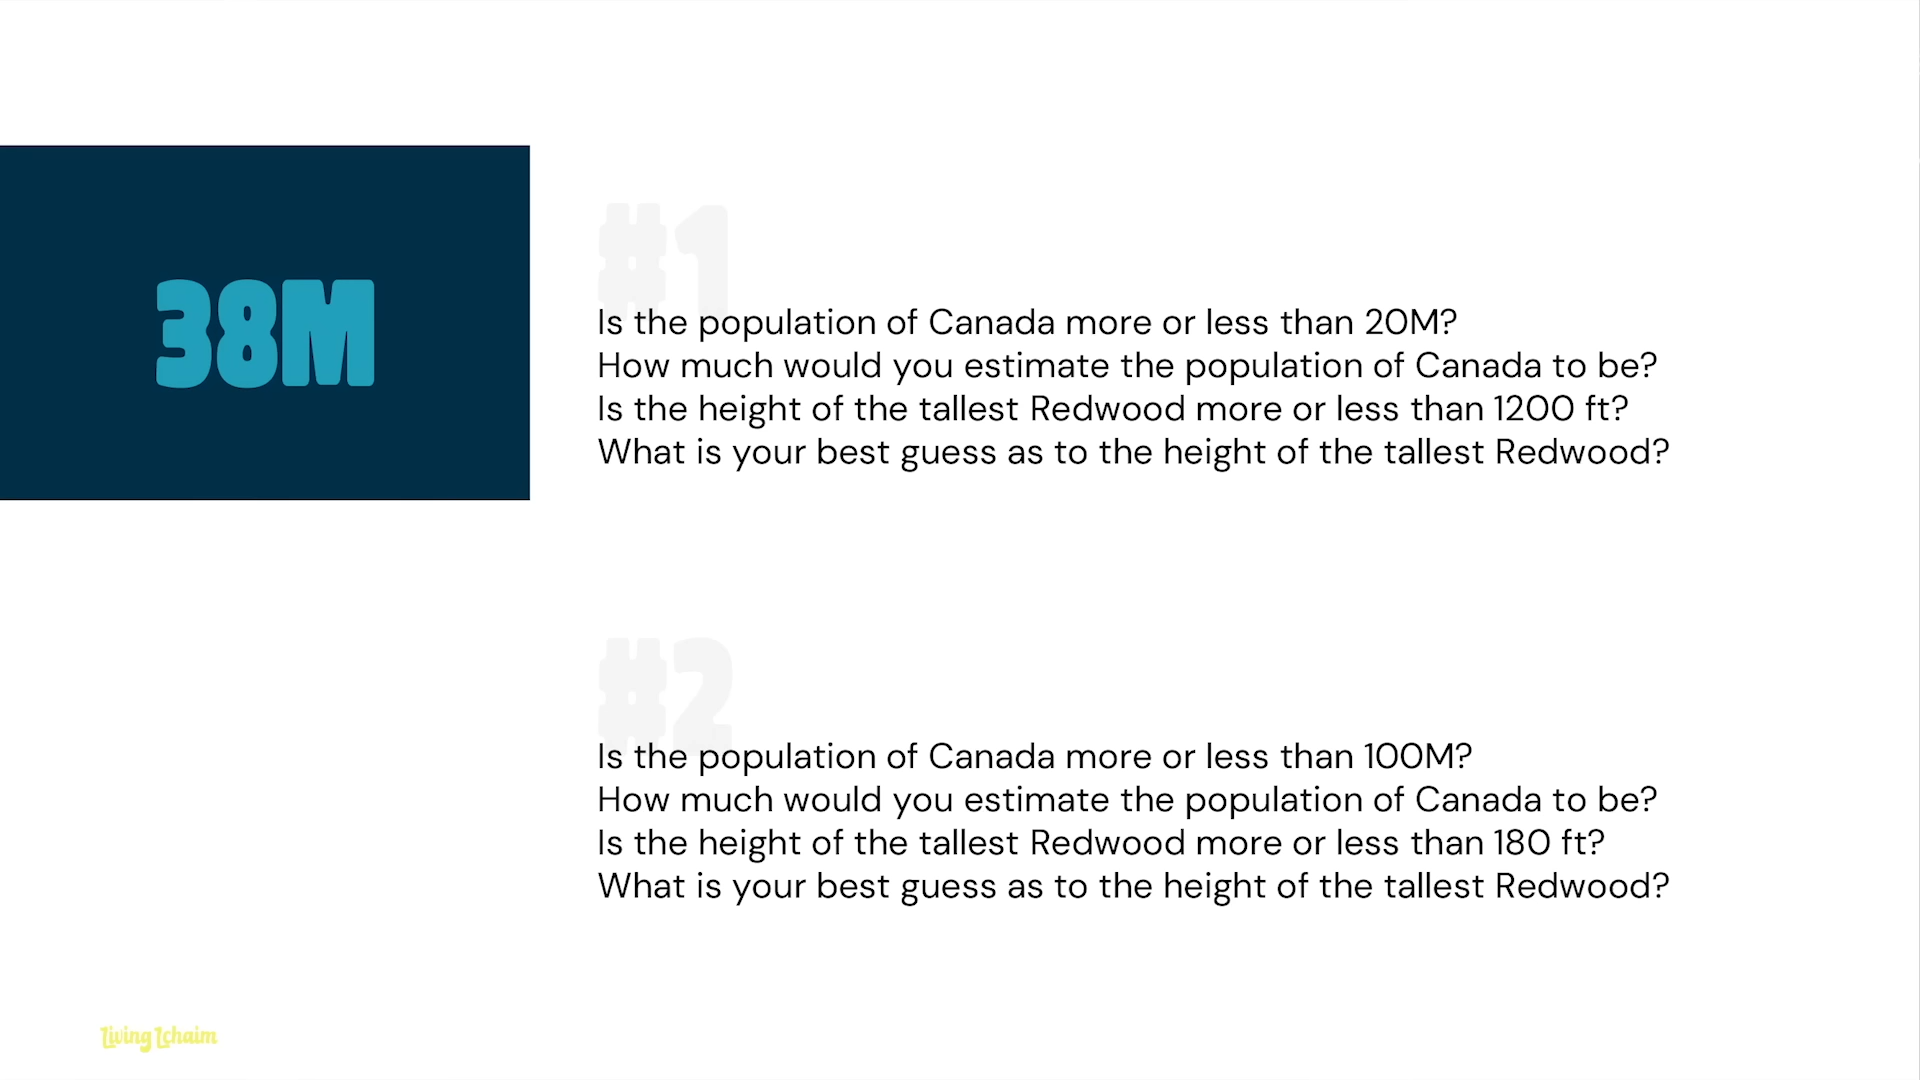 38M
#1
Is the population of Canada more or less than 20M?
How much would you estimate the population of Canada to be?
Is the height of the tallest Redwood more or less than 1200 ft?
What is your best guess as to the height of the tallest Redwood?
#2
Is the population of Canada more or less than 100M?
How much would you estimate the population of Canada to be?
Is the height of the tallest Redwood more or less than 180 ft?
What is your best guess as to the height of the tallest Redwood?
Living Lchaim